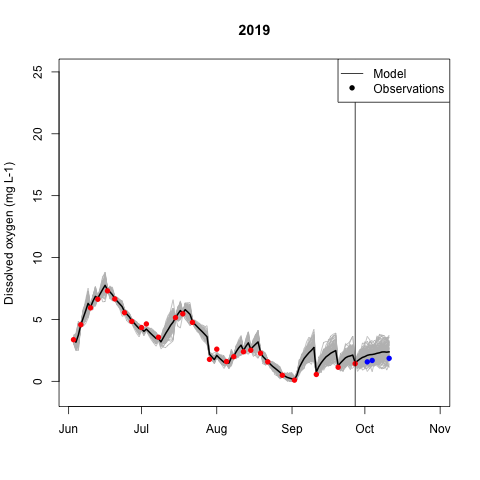 2019
Model
Observations
Dissolved oxygen (mg L-1)
25
20
15
10
5
0
Jun Jul Aug Sep Oct Nov